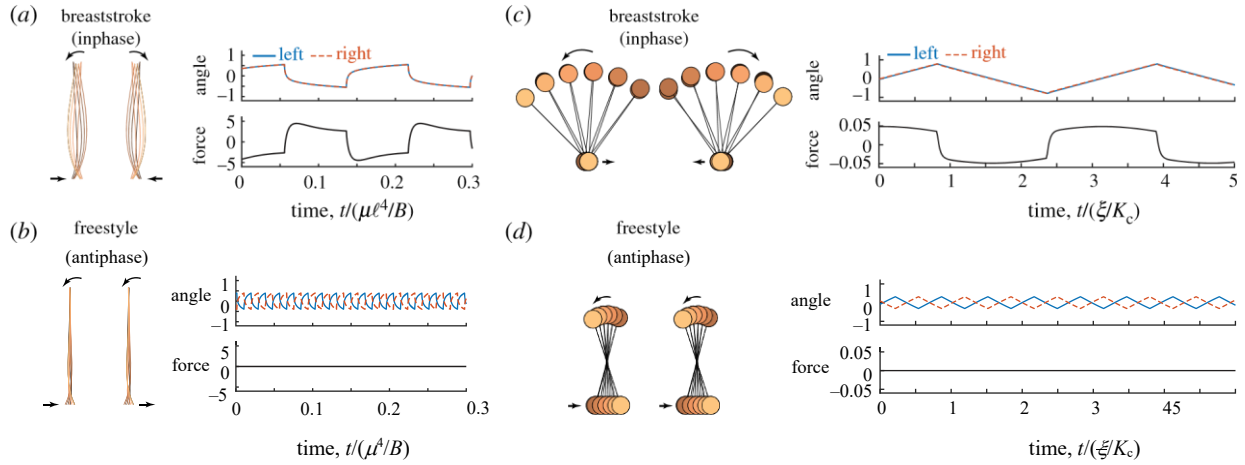 (a)
breaststroke
(inphase)
left right
angle
1
0
−1
force
5
0
−5
0 0.1 0.2 0.3
time, t/(μℓ⁴/B)
(b)
freestyle
(antiphase)
angle
1
0
−1
force
5
0
−5
0 0.1 0.1 0.3
time, t/(μ⁴/B)
(c)
breaststroke
(inphase)
left right
angle
1
0
−1
force
0.05
0
−0.05
0 1 2 3 4 5
time, t/(ξ/K_c)
(d)
freestyle
(antiphase)
angle
1
0
−1
force
0.05
0
−0.05
0 1 2 3 45
time, t/(ξ/K_c)